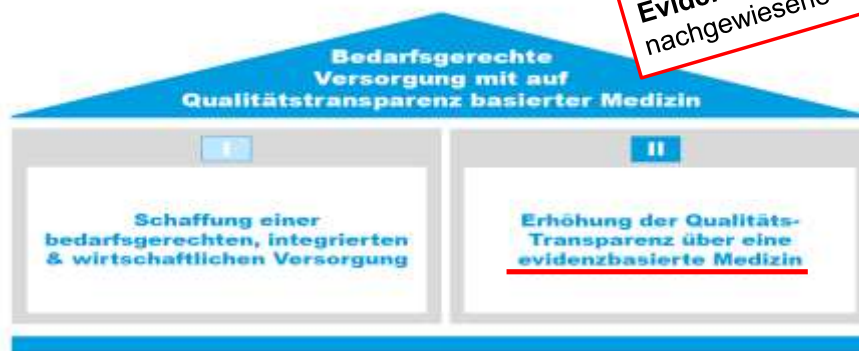 nachgewiesene
Bedarfsgerechte
Versorgung mit auf
Qualitätstransparenz basierter Medizin
I
II
Schaffung einer
bedarfsgerechten, integrierten
& wirtschaftlichen Versorgung
Erhöhung der Qualitäts-
Transparenz über eine
evidenzbasierte Medizin